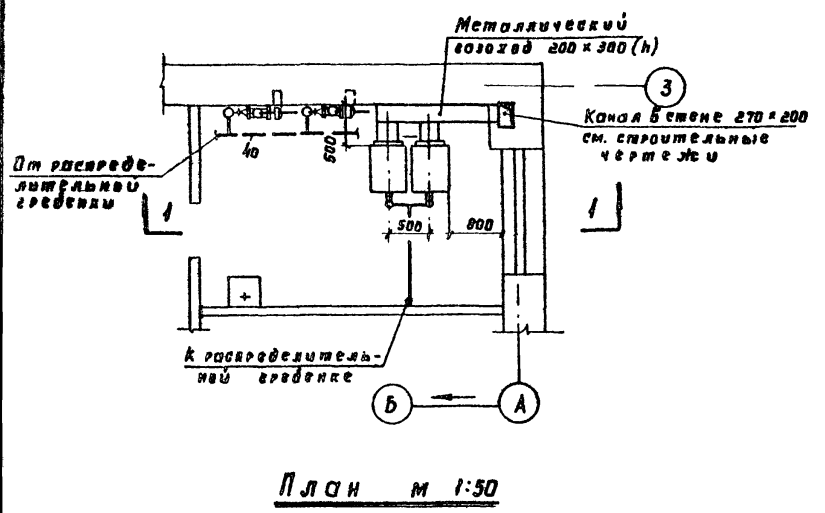 Металлический
газоход 200 × 300 (h)
3
Канал в стене 270 × 200
см. строительные
чертежи
От распреде-
лительной
гребенки
40
600
1
1
500
800
К распределитель-
ной гребенке
Б
А
План м 1:50